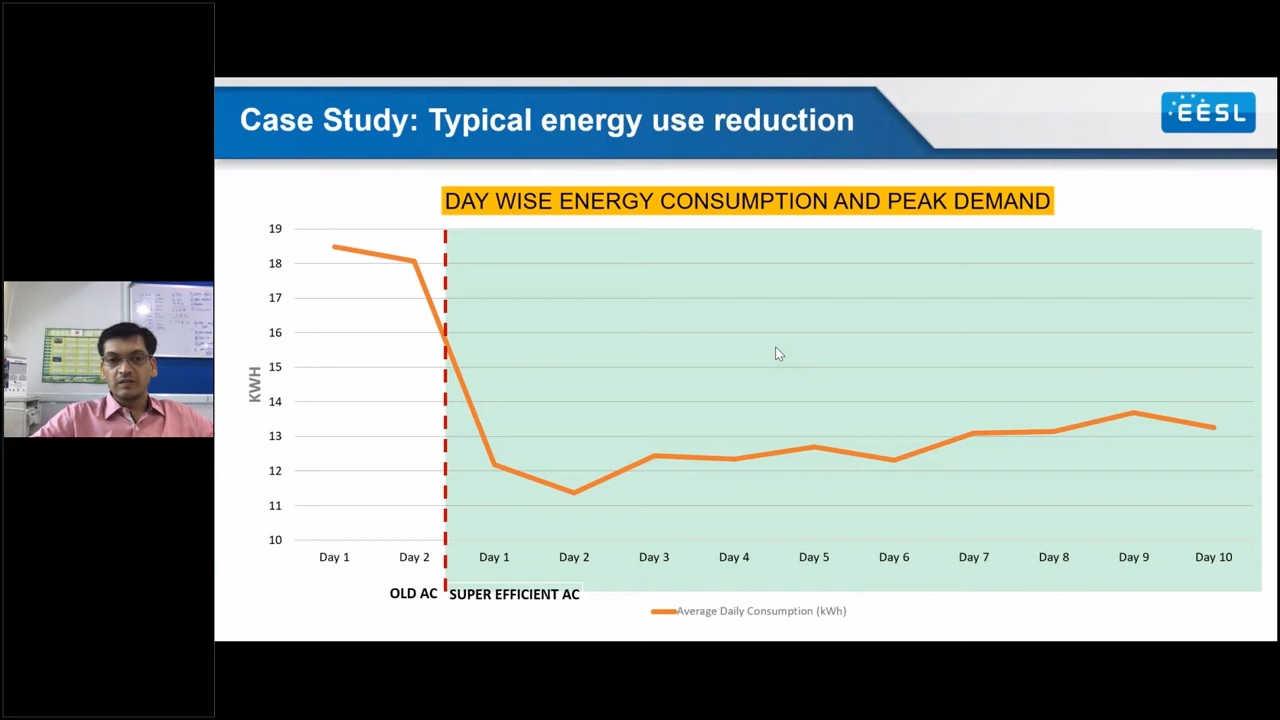 Case Study: Typical energy use reduction
EESL
DAY WISE ENERGY CONSUMPTION AND PEAK DEMAND
19
18
17
16
15
14
13
12
11
10
KWH
Day 1 Day 2 Day 1 Day 2 Day 3 Day 4 Day 5 Day 6 Day 7 Day 8 Day 9 Day 10
OLD AC SUPER EFFICIENT AC
Average Daily Consumption (kWh)